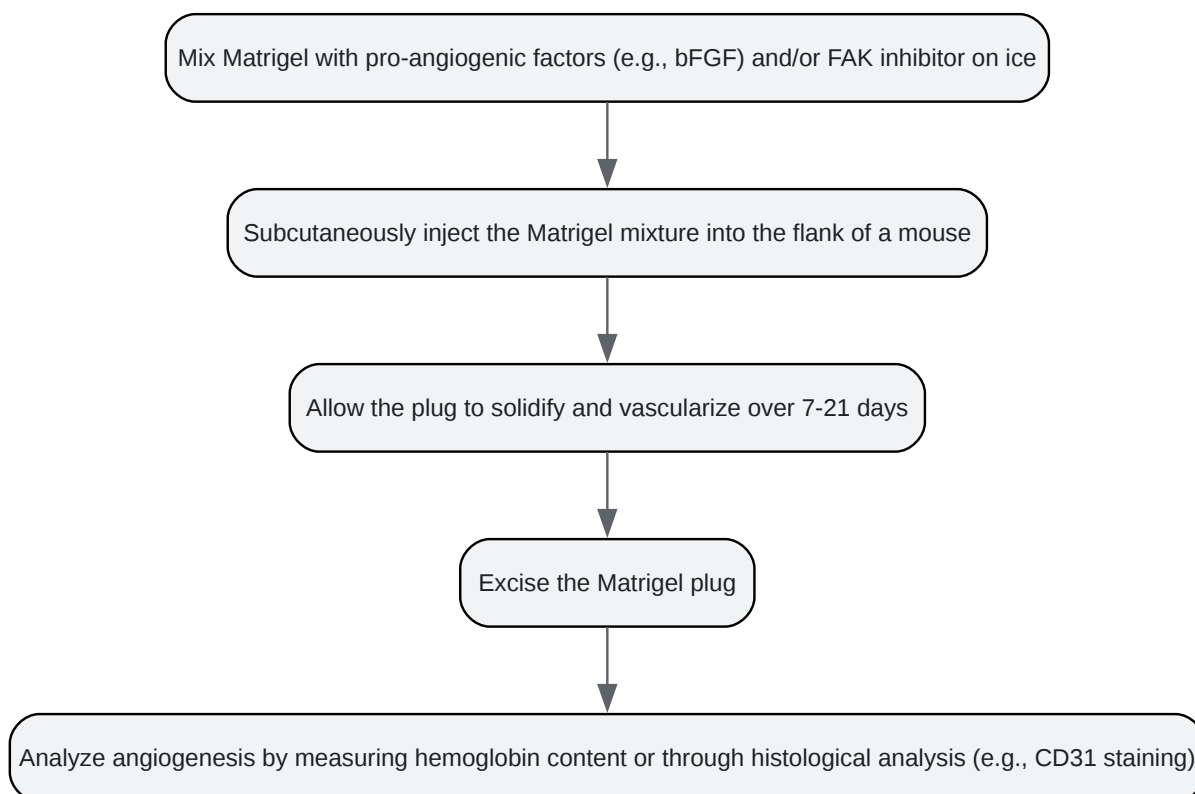 Mix Matrigel with pro-angiogenic factors (e.g., bFGF) and/or FAK inhibitor on ice
Subcutaneously inject the Matrigel mixture into the flank of a mouse
Allow the plug to solidify and vascularize over 7-21 days
Excise the Matrigel plug
Analyze angiogenesis by measuring hemoglobin content or through histological analysis (e.g., CD31 staining)